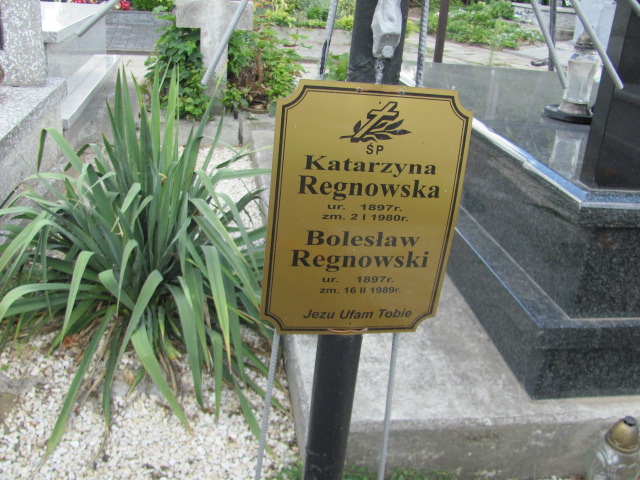 ŚP
Katarzyna
Regnowska
ur. 1897r.
zm. 2 I 1980r.
Bolesław
Regnowski
ur. 1897r.
zm. 16 II 1989r.
Jezu Ufam Tobie